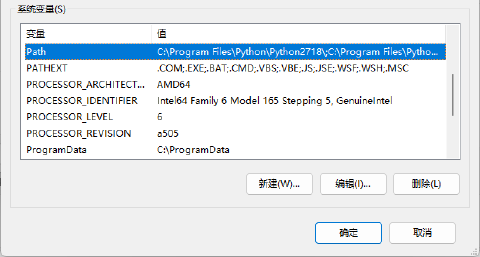 系统变量(S)
变量 值
Path C:\Program Files\Python\Python2718\;C:\Program Files\Pytho...
PATHEXT .COM;.EXE;.BAT;.CMD;.VBS;.VBE;.JS;.JSE;.WSF;.WSH;.MSC
PROCESSOR_ARCHITECT... AMD64
PROCESSOR_IDENTIFIER Intel64 Family 6 Model 165 Stepping 5, GenuineIntel
PROCESSOR_LEVEL 6
PROCESSOR_REVISION a505
ProgramData C:\ProgramData
新建(W)... 编辑(I)... 删除(L)
确定 取消